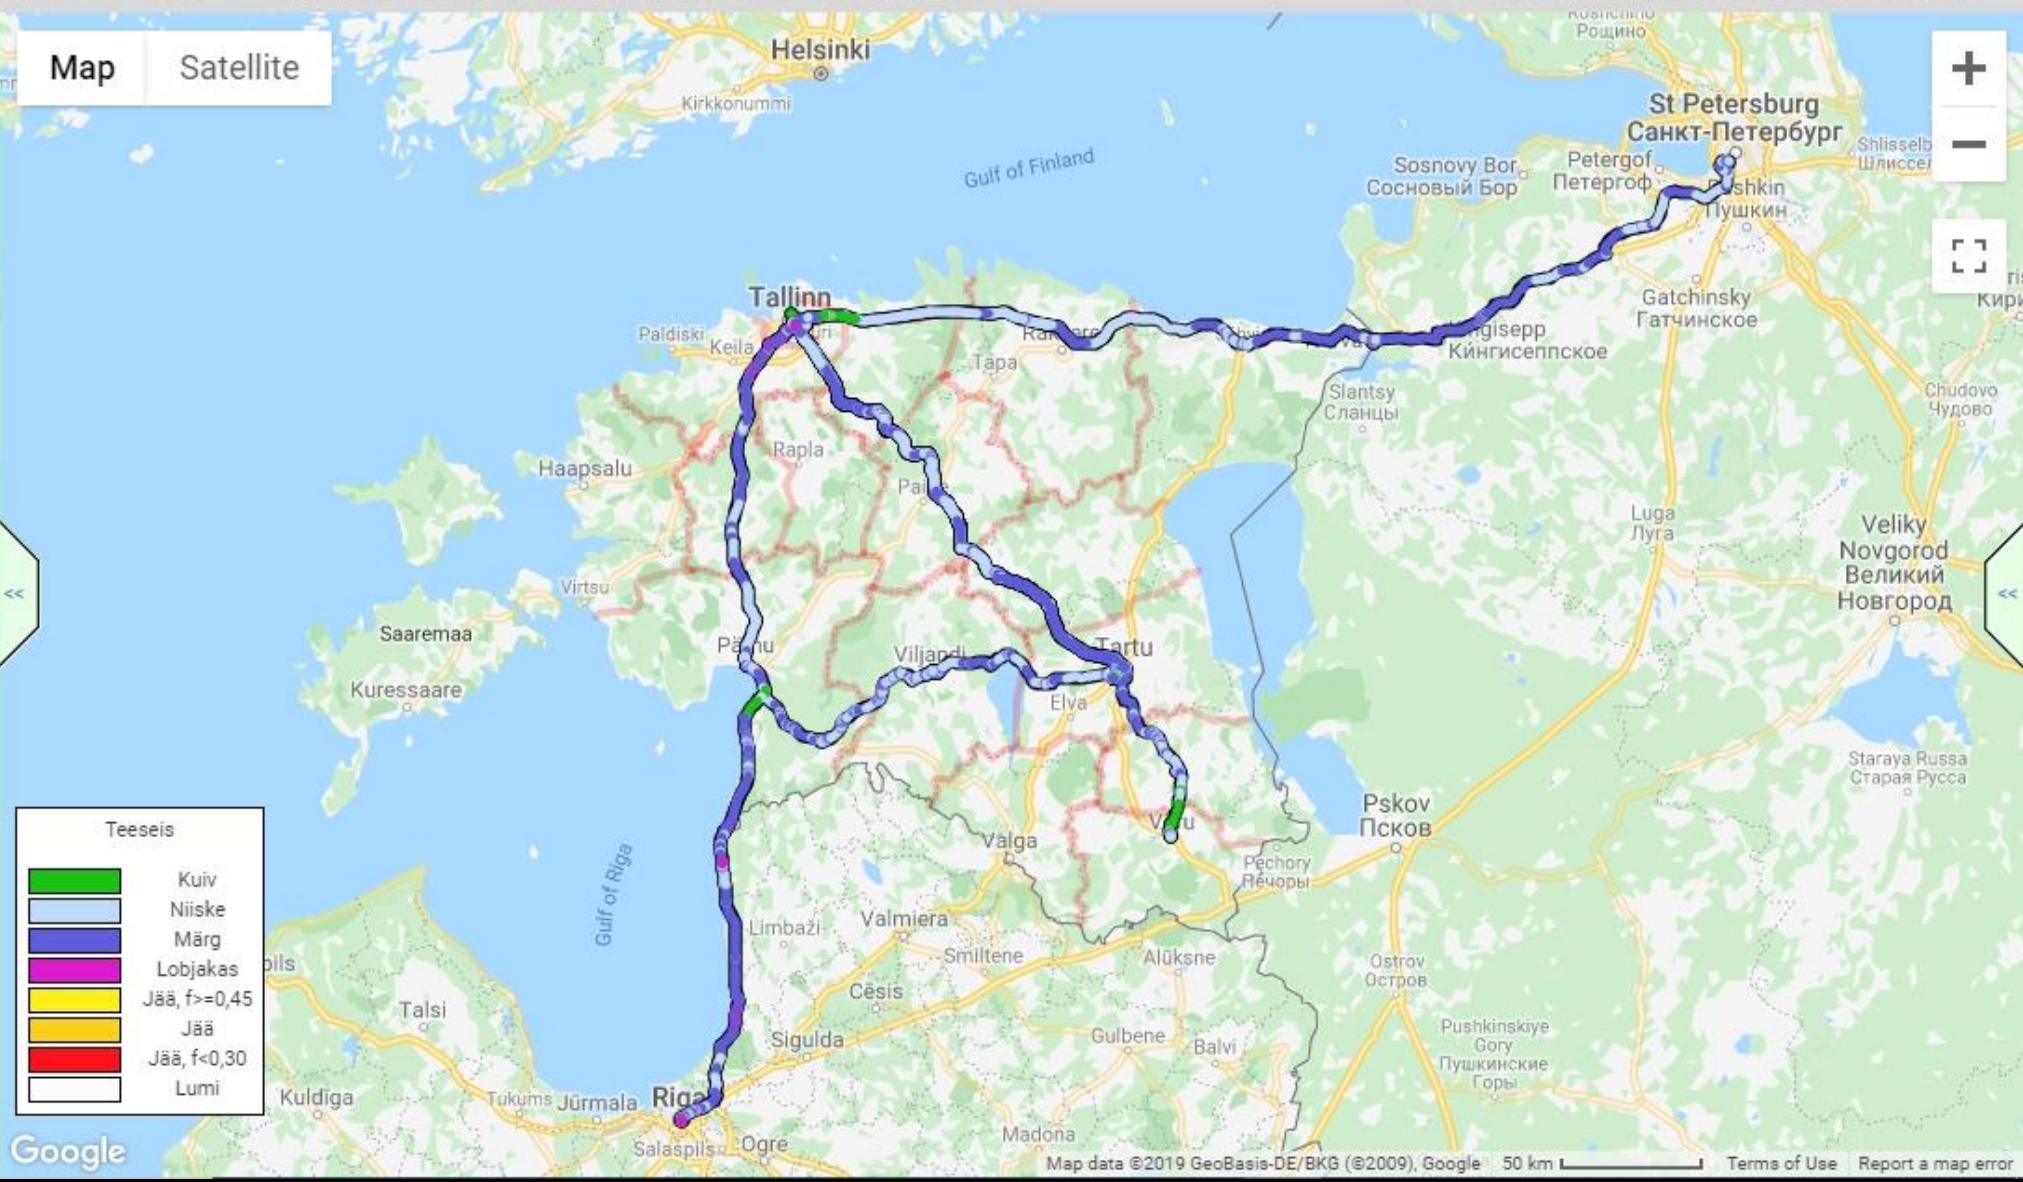 Map
Satellite
Helsinki
Kirkkonummi
Рощино
St Petersburg
Санкт-Петербург
Sosnovy Bor
Сосновый Бор
Petergof
Петергоф
Пушкин
Gulf of Finland
Tallinn
Paldiski
Keila
Tapa
Gatchinsky
Гатчинское
Кингисеппское
Slantsy
Сланцы
Chudovo
Чудово
Haapsalu
Rapla
Luga
Луга
Veliky
Novgorod
Великий
Новгород
<<
<<
Virtsu
Saaremaa
Kuressaare
Viljandi
Tartu
Elva
Staraya Russa
Старая Русса
Pskov
Псков
Valga
Pechory
Печоры
Gulf of Riga
Teeseis
Kuiv
Niiske
Märg
Lobjakas
Jää, f>=0,45
Jää
Jää, f<0,30
Lumi
Limbaži
Valmiera
Smiltene
Alūksne
Ostrov
Остров
Talsi
Cēsis
Sigulda
Gulbene
Balvi
Pushkinskiye
Gory
Пушкинские
Горы
Kuldiga
Tukums
Jūrmala
Riga
Salaspils
Ogre
Madona
Google
Map data ©2019 GeoBasis-DE/BKG (©2009), Google
50 km
Terms of Use
Report a map error